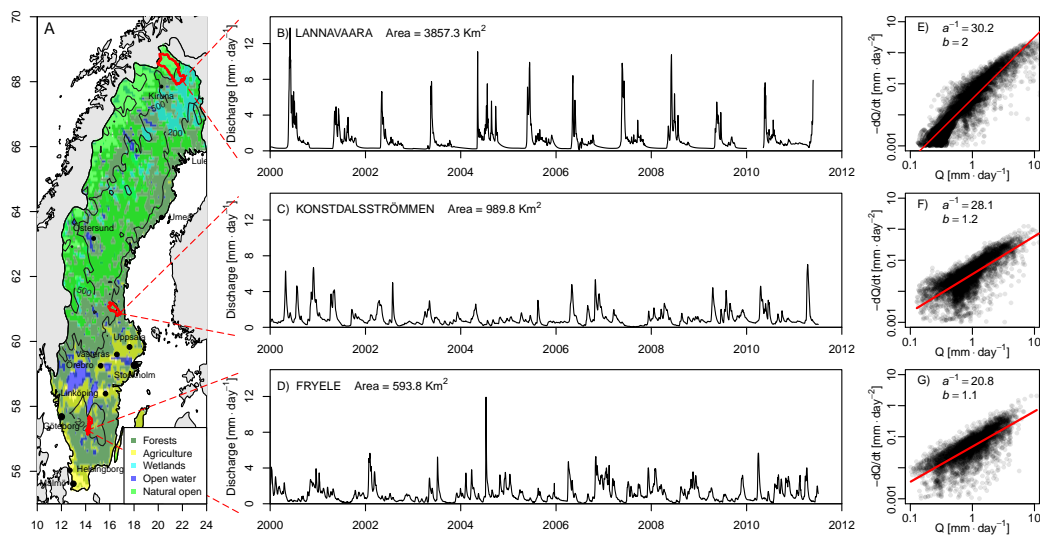 A
70
68
66
64
62
60
58
56
10 12 14 16 18 20 22 24
Kiruna
500
200
Lule
Umeå
Östersund
500
Uppsala
Västerås
Örebro
Stockholm
Linköping
Göteborg
Helsingborg
Malmö
Forests
Agriculture
Wetlands
Open water
Natural open
B) LANNAVAARA Area = 3857.3 Km²
Discharge [mm · day⁻¹]
12
8
4
0
2000 2002 2004 2006 2008 2010 2012
C) KONSTDALSSTRÖMMEN Area = 989.8 Km²
Discharge [mm · day⁻¹]
12
8
4
0
2000 2002 2004 2006 2008 2010 2012
D) FRYELE Area = 593.8 Km²
Discharge [mm · day⁻¹]
12
8
4
0
2000 2002 2004 2006 2008 2010 2012
E) a⁻¹ = 30.2
b = 2
−dQ/dt [mm · day⁻²]
10
0.1
0.001
0.1 1 10
Q [mm · day⁻¹]
F) a⁻¹ = 28.1
b = 1.2
−dQ/dt [mm · day⁻²]
10
0.1
0.001
0.1 1 10
Q [mm · day⁻¹]
G) a⁻¹ = 20.8
b = 1.1
−dQ/dt [mm · day⁻²]
10
0.1
0.001
0.1 1 10
Q [mm · day⁻¹]